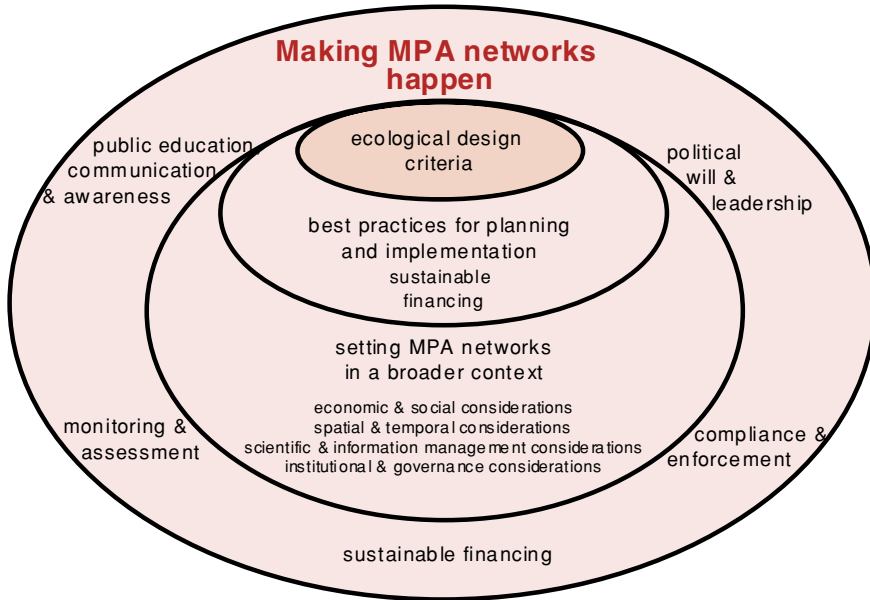 Making MPA networks
happen
public education,
communication
& awareness
ecological design
criteria
political
will &
leadership
best practices for planning
and implementation
sustainable
financing
setting MPA networks
in a broader context
economic & social considerations
spatial & temporal considerations
scientific & information management considerations
institutional & governance considerations
monitoring &
assessment
compliance &
enforcement
sustainable financing